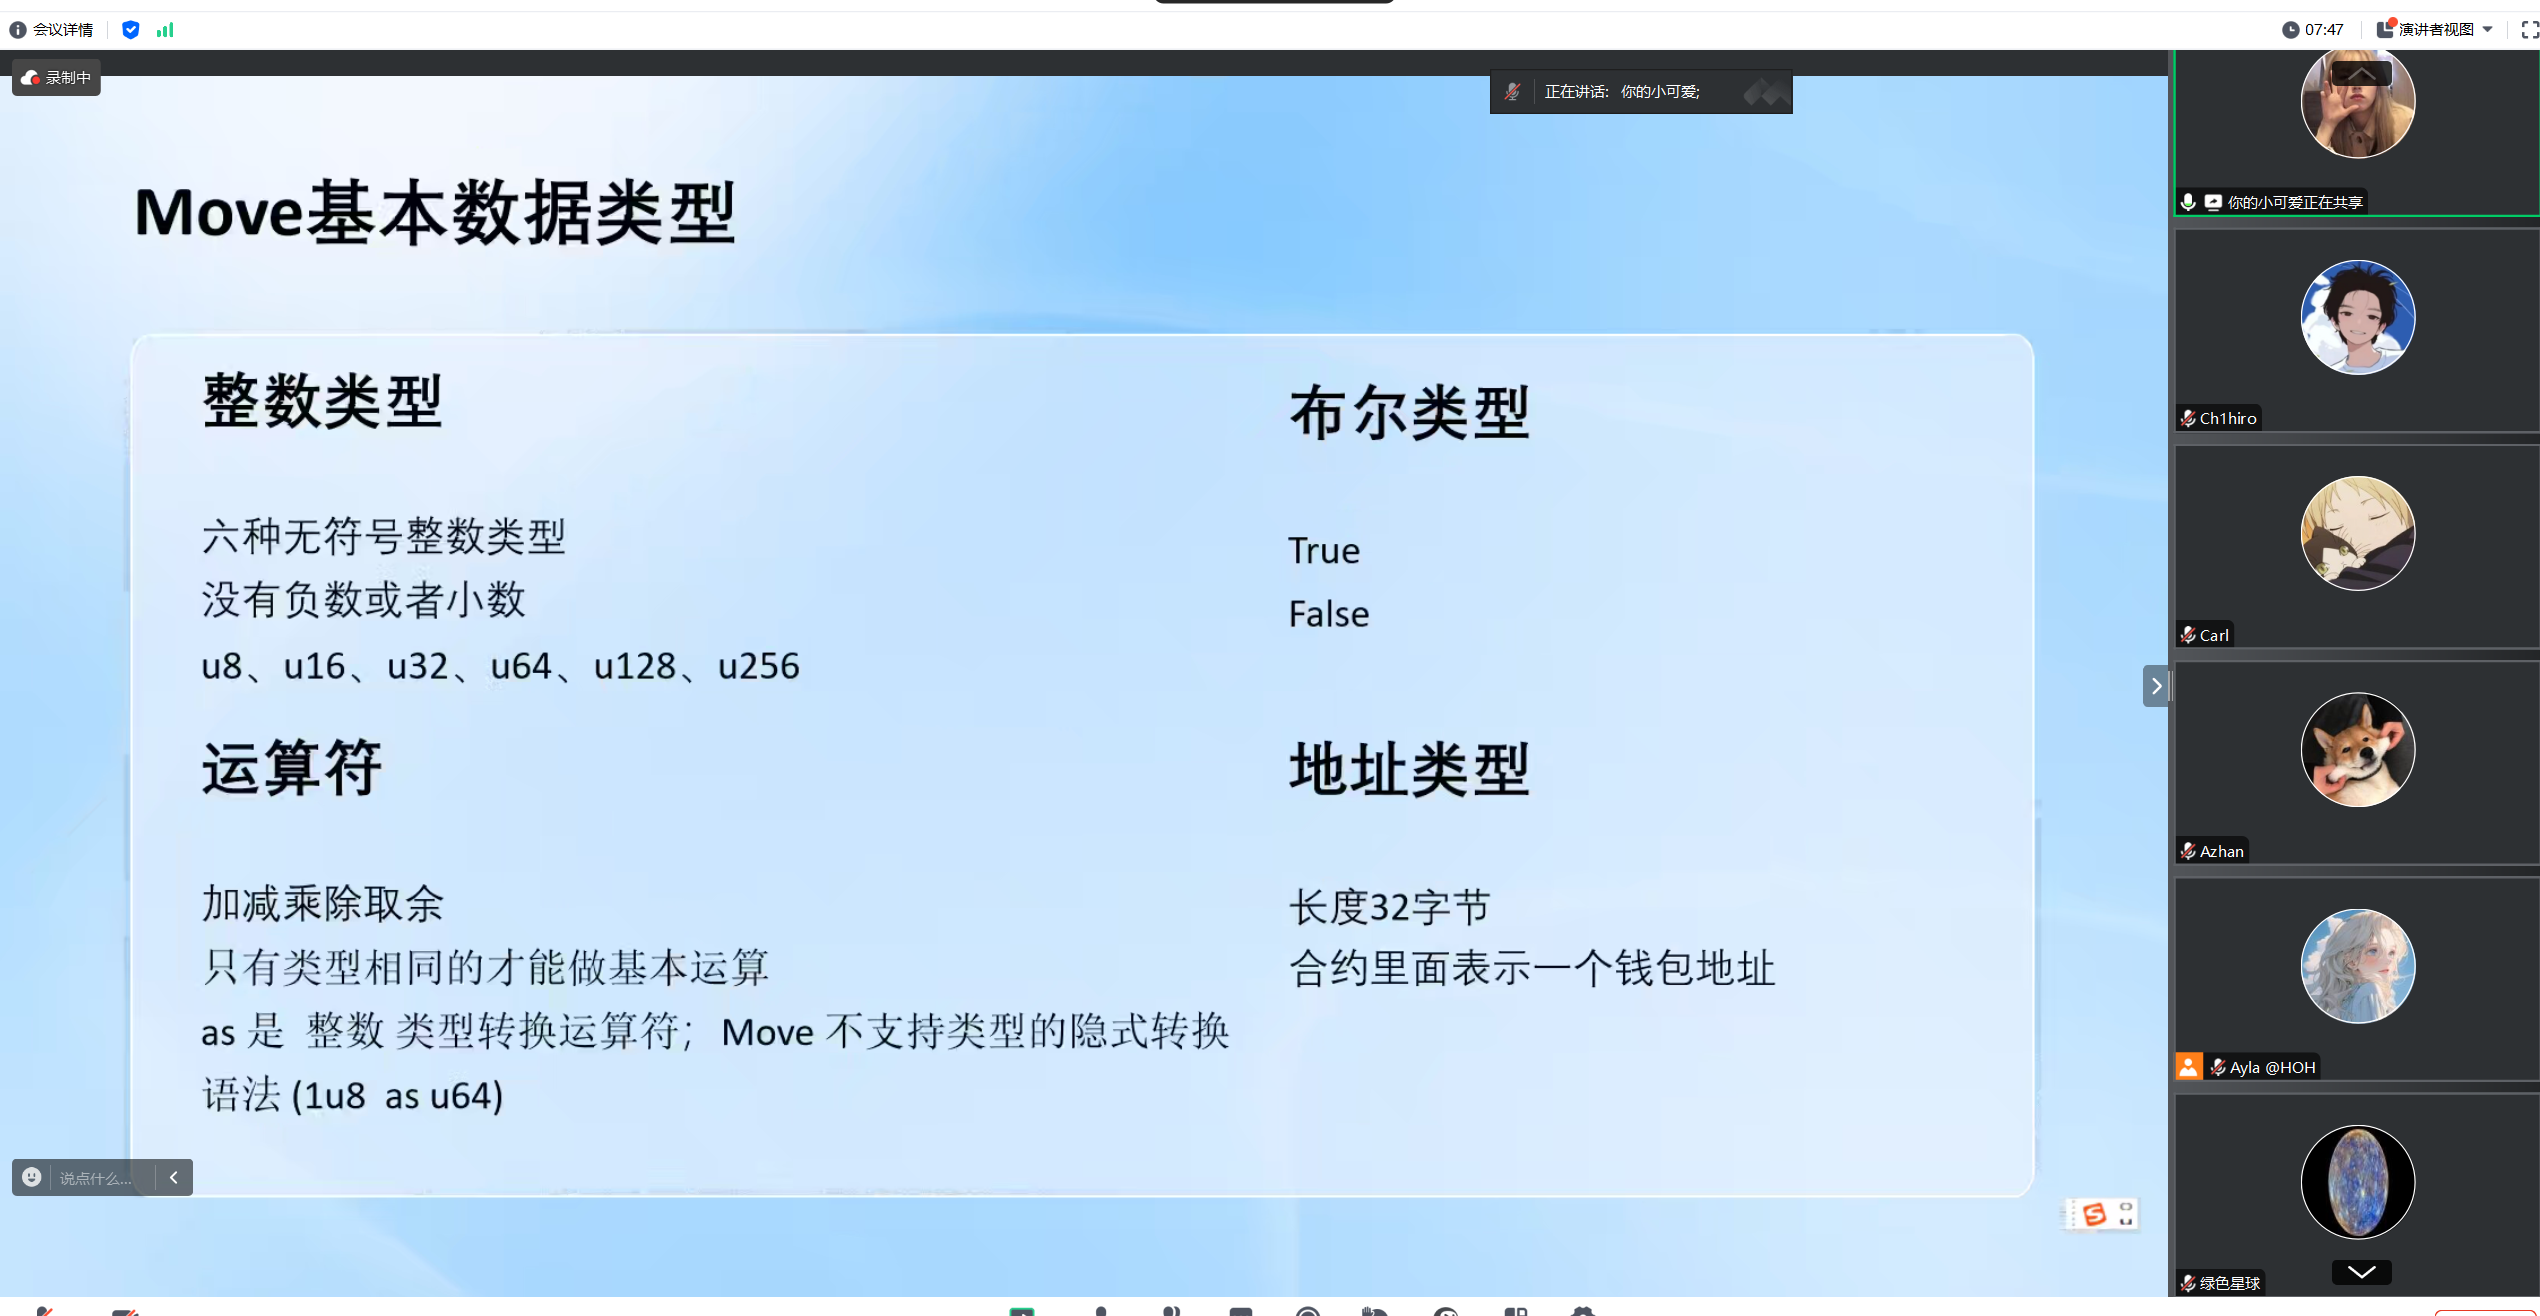 会议详情
07:47
演讲者视图
录制中
正在讲话: 你的小可爱;
Move基本数据类型
整数类型
六种无符号整数类型
没有负数或者小数
u8、u16、u32、u64、u128、u256
运算符
加减乘除取余
只有类型相同的才能做基本运算
as 是 整数 类型转换运算符；Move 不支持类型的隐式转换
语法 (1u8 as u64)
布尔类型
True
False
地址类型
长度32字节
合约里面表示一个钱包地址
说点什么...
你的小可爱正在共享
Ch1hiro
Carl
Azhan
Ayla @HOH
绿色星球